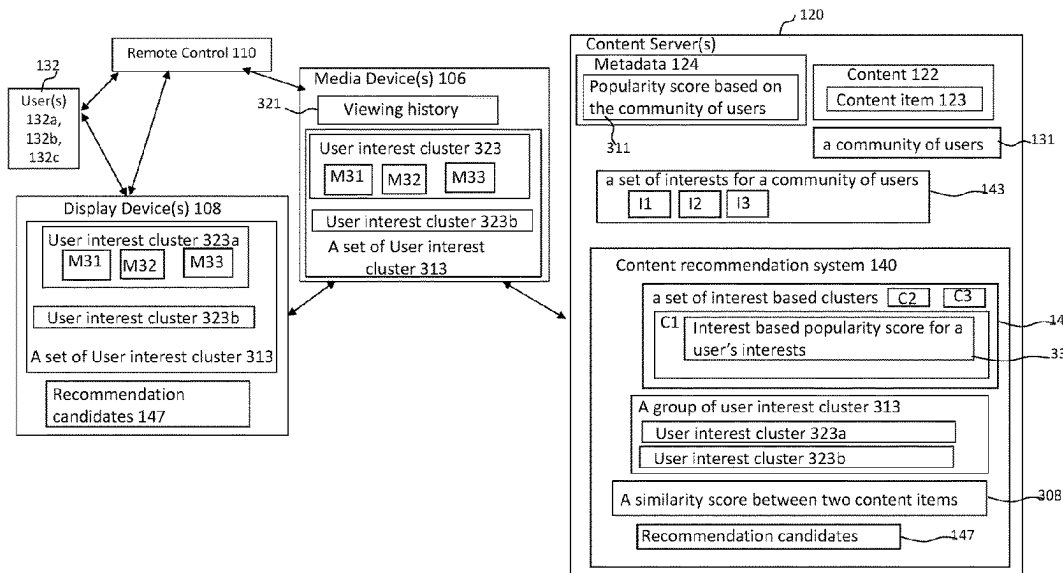 132
User(s)
132a,
132b,
132c
Remote Control 110
Media Device(s) 106
321
Viewing history
User interest cluster 323
M31 M32 M33
User interest cluster 323b
A set of User interest
cluster 313
Display Device(s) 108
User interest cluster 323a
M31 M32 M33
User interest cluster 323b
A set of User interest cluster 313
Recommendation
candidates 147
120
Content Server(s)
Metadata 124
Popularity score based on
the community of users
311
Content 122
Content item 123
a community of users
131
a set of interests for a community of users
I1 I2 I3
143
Content recommendation system 140
a set of interest based clusters C2 C3
C1 Interest based popularity score for a
user's interests
A group of user interest cluster 313
User interest cluster 323a
User interest cluster 323b
A similarity score between two content items
308
Recommendation candidates
147